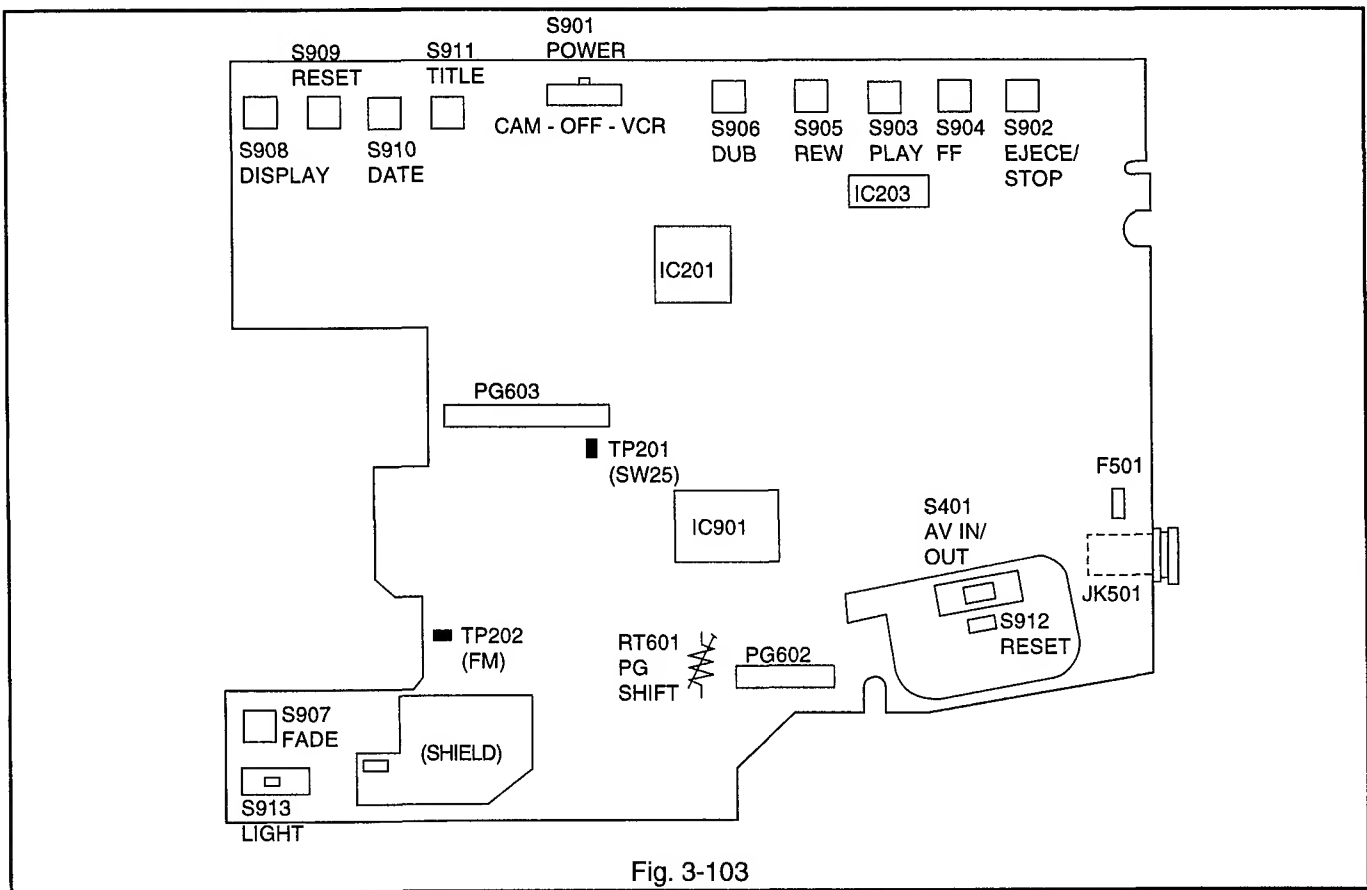 S901
POWER
S909
RESET
S911
TITLE
CAM - OFF - VCR
S908
DISPLAY
S910
DATE
S906
DUB
S905
REW
S903
PLAY
S904
FF
S902
EJECE/
STOP
IC203
IC201
PG603
TP201
(SW25)
IC901
F501
S401
AV IN/
OUT
JK501
S912
RESET
TP202
(FM)
RT601
PG
SHIFT
PG602
S907
FADE
(SHIELD)
S913
LIGHT
Fig. 3-103